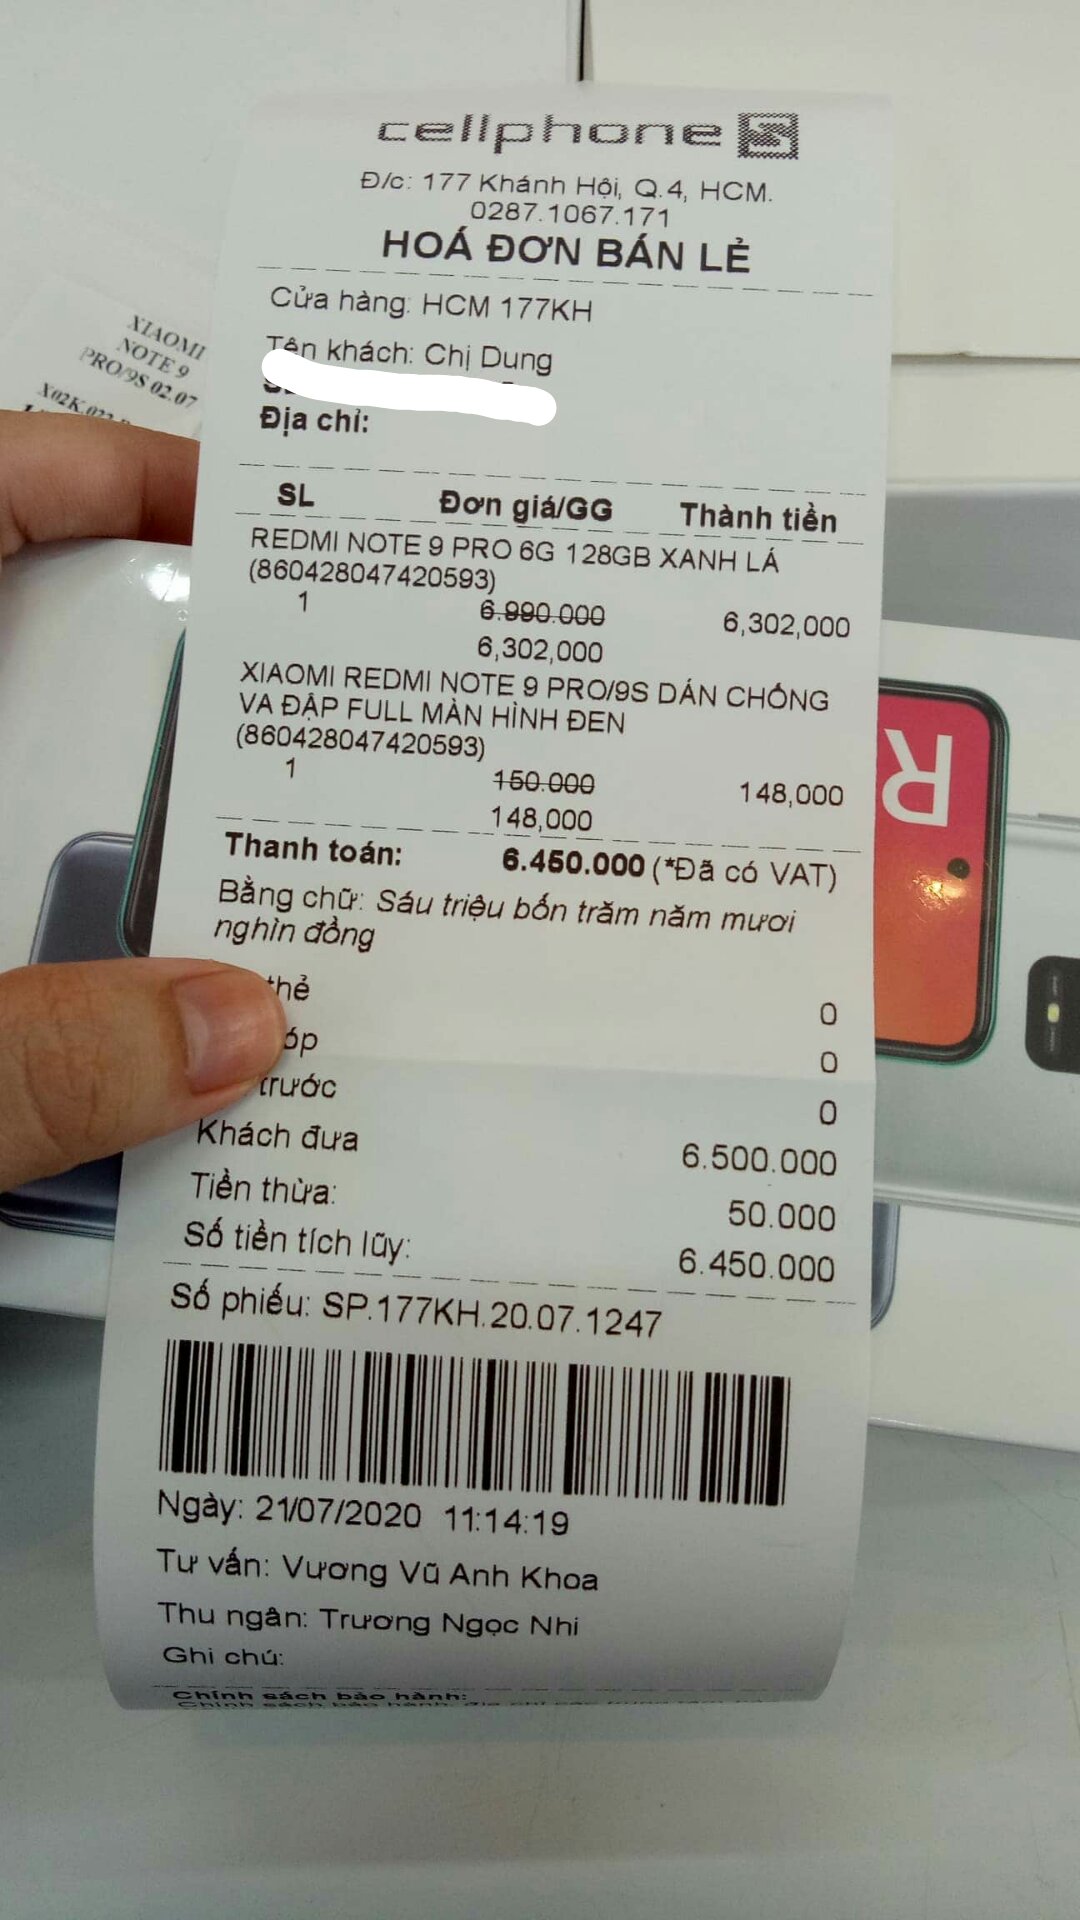 cellphoneS
Đ/c: 177 Khánh Hội, Q.4, HCM.
0287.1067.171
HOÁ ĐƠN BÁN LẺ
Cửa hàng: HCM 177KH
Tên khách: Chị Dung
Địa chỉ:
SL Đơn giá/GG Thành tiền
REDMI NOTE 9 PRO 6G 128GB XANH LÁ
(860428047420593)
1 6.990.000 6,302,000
6,302,000
XIAOMI REDMI NOTE 9 PRO/9S DÁN CHỐNG
VA ĐẬP FULL MÀN HÌNH ĐEN
(860428047420593)
1 150.000 148,000
148,000
Thanh toán: 6.450.000 (*Đã có VAT)
Bằng chữ: Sáu triệu bốn trăm năm mươi
nghìn đồng
thẻ 0
óp 0
trước 0
Khách đưa 6.500.000
Tiền thừa: 50.000
Số tiền tích lũy: 6.450.000
Số phiếu: SP.177KH.20.07.1247
Ngày: 21/07/2020 11:14:19
Tư vấn: Vương Vũ Anh Khoa
Thu ngân: Trương Ngọc Nhi
Ghi chú:
Chính sách bảo hành:
XIAOMI
NOTE 9
PRO/9S 02.07
R